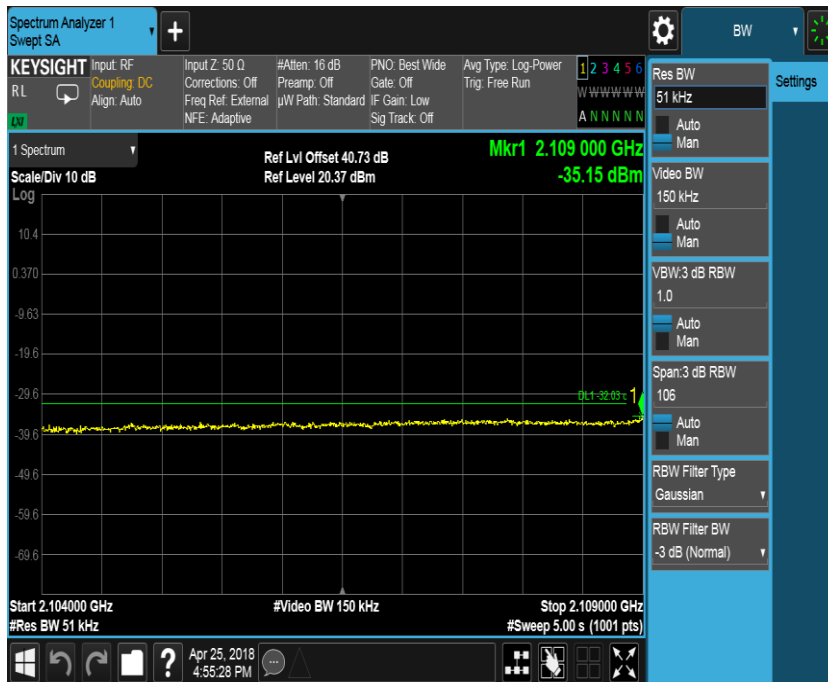 Spectrum Analyzer 1
Swept SA
+
BW
KEYSIGHT
RL
LXI
Input: RF
Coupling: DC
Align: Auto
Input Z: 50 Ω
Corrections: Off
Freq Ref: External
NFE: Adaptive
#Atten: 16 dB
Preamp: Off
µW Path: Standard
PNO: Best Wide
Gate: Off
IF Gain: Low
Sig Track: Off
Avg Type: Log-Power
Trig: Free Run
1 2 3 4 5 6
W W W W W W
A N N N N N
1 Spectrum
Scale/Div 10 dB
Ref Lvl Offset 40.73 dB
Ref Level 20.37 dBm
Mkr1 2.109 000 GHz
-35.15 dBm
Log
10.4
0.370
-9.63
-19.6
-29.6
-39.6
-49.6
-59.6
-69.6
DL1 -32.03
1
Start 2.104000 GHz
#Res BW 51 kHz
#Video BW 150 kHz
Stop 2.109000 GHz
#Sweep 5.00 s (1001 pts)
Res BW
51 kHz
Auto
Man
Video BW
150 kHz
Auto
Man
VBW:3 dB RBW
1.0
Auto
Man
Span:3 dB RBW
106
Auto
Man
RBW Filter Type
Gaussian
RBW Filter BW
-3 dB (Normal)
Settings
?
Apr 25, 2018
4:55:28 PM